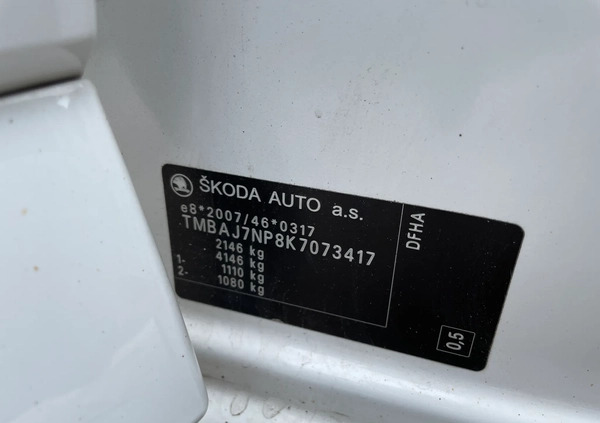 ŠKODA AUTO a.s.
e8*2007/46*0317
TMBAJ7NP8K7073417
2146 kg
1- 4146 kg
2- 1110 kg
1080 kg
DFHA
0,5